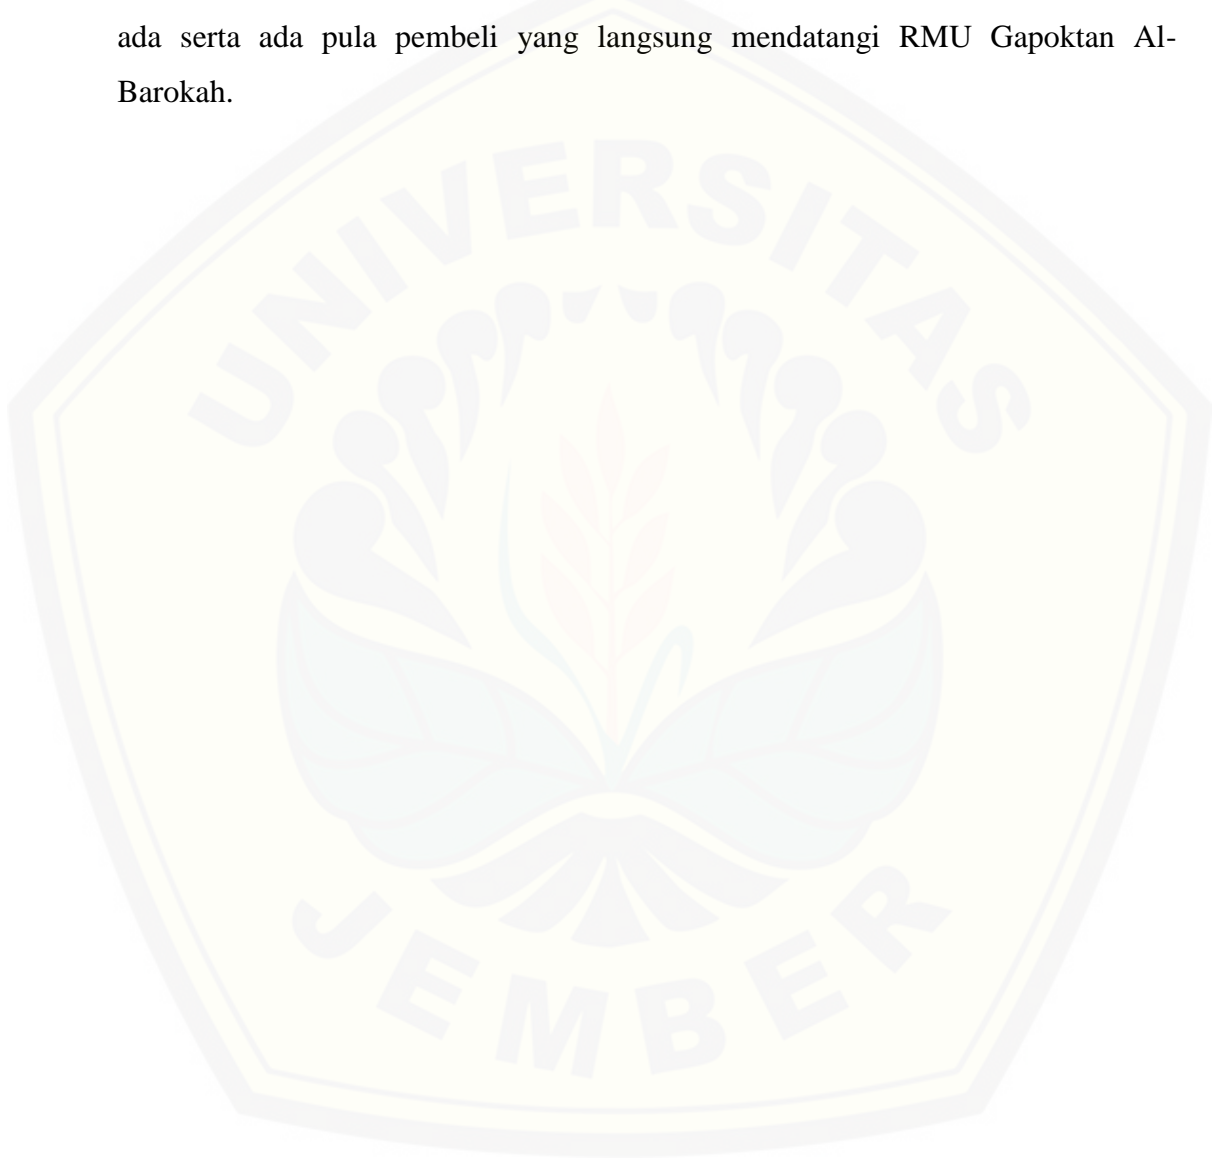 ada serta ada pula pembeli yang langsung mendatangi RMU Gapoktan Al-
Barokah.
UNIVERSITAS
JEMBER